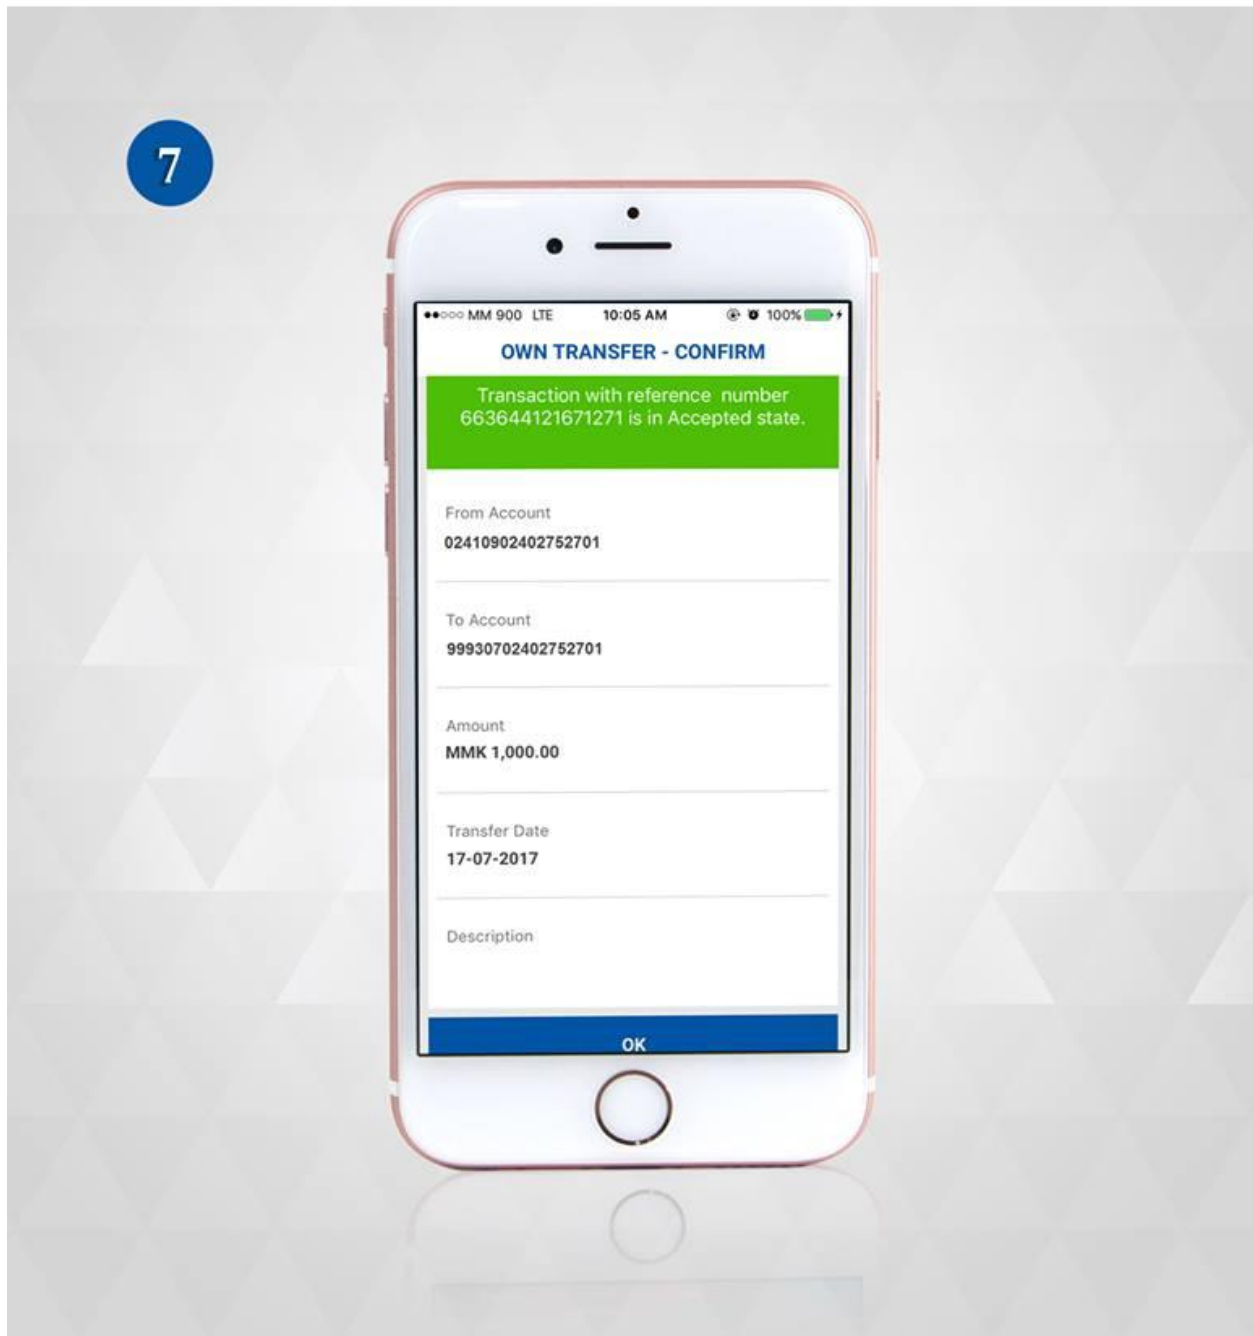 7
MM 900 LTE 10:05 AM 100%
OWN TRANSFER - CONFIRM
Transaction with reference number
663644121671271 is in Accepted state.
From Account
02410902402752701
To Account
99930702402752701
Amount
MMK 1,000.00
Transfer Date
17-07-2017
Description
OK